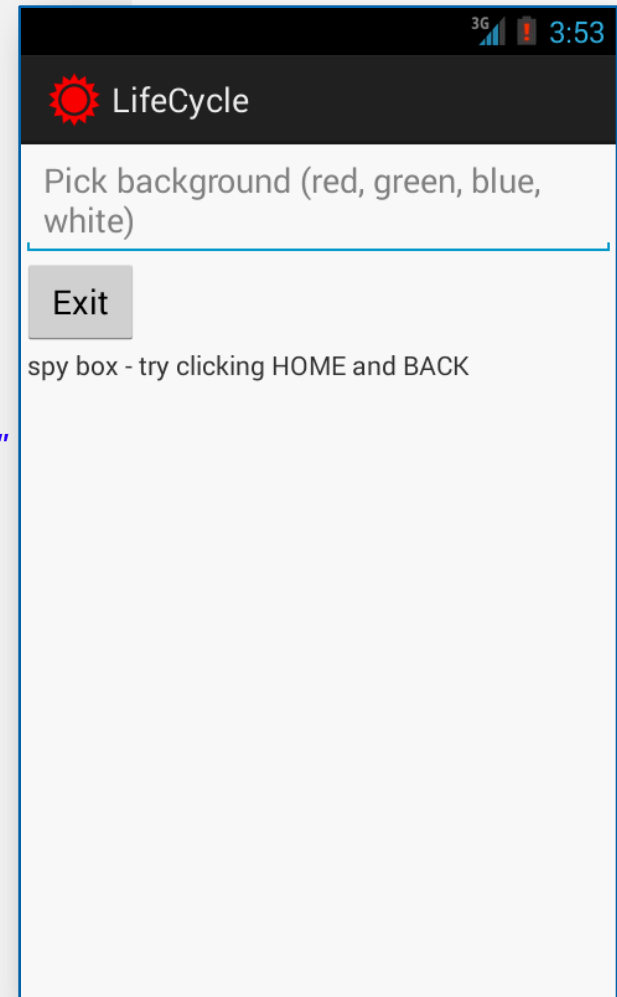 3G 3:53
LifeCycle
Pick background (red, green, blue,
white)
Exit
spy box - try clicking HOME and BACK
"